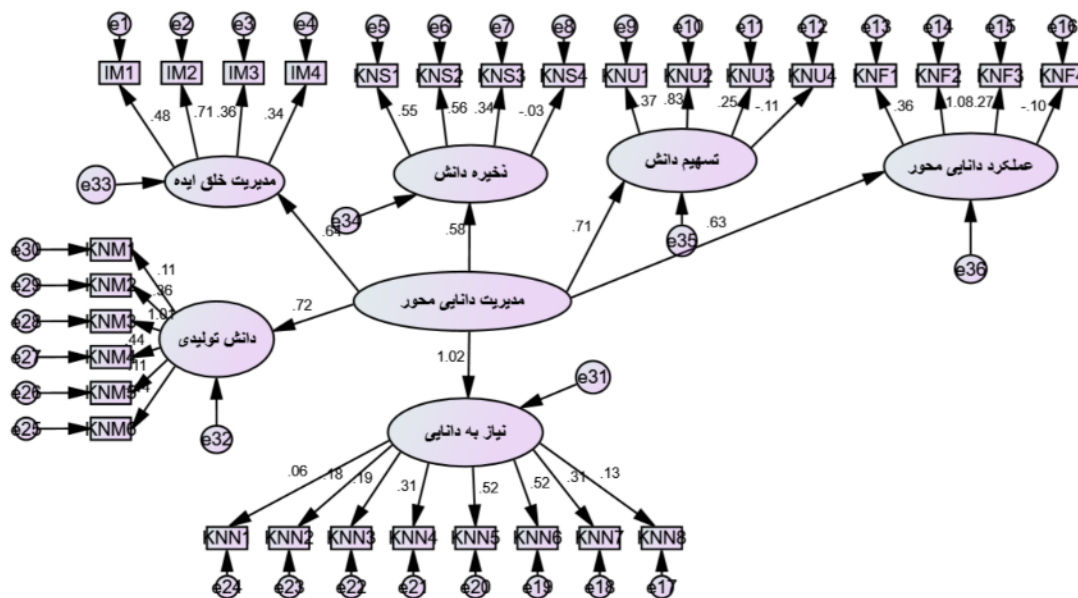 e1 e2 e3 e4 e5 e6 e7 e8 e9 e10 e11 e12 e13 e14 e15 e16
IM1 IM2 IM3 IM4 KNS1 KNS2 KNS3 KNS4 KNU1 KNU2 KNU3 KNU4 KNF1 KNF2 KNF3 KNF4
.48 .71 .36 .34 .55 .56 .34 -.03 .37 .83 .25 -.11 .36 1.08 .27 -.10
مدیریت خلق ایده
ذخیره دانش
تسهیم دانش
عملکرد دانایی محور
e33 e34 e35 e36
.64 .58 .71 .63
مدیریت دانایی محور
e30 KNM1 .11
e29 KNM2 .36
e28 KNM3 1.01
e27 KNM4 .44
e26 KNM5 .11
e25 KNM6
دانش تولیدی
.72
e32
1.02
e31
نیاز به دانایی
.06 .18 .19 .31 .52 .52 .31 .13
KNN1 KNN2 KNN3 KNN4 KNN5 KNN6 KNN7 KNN8
e24 e23 e22 e21 e20 e19 e18 e17